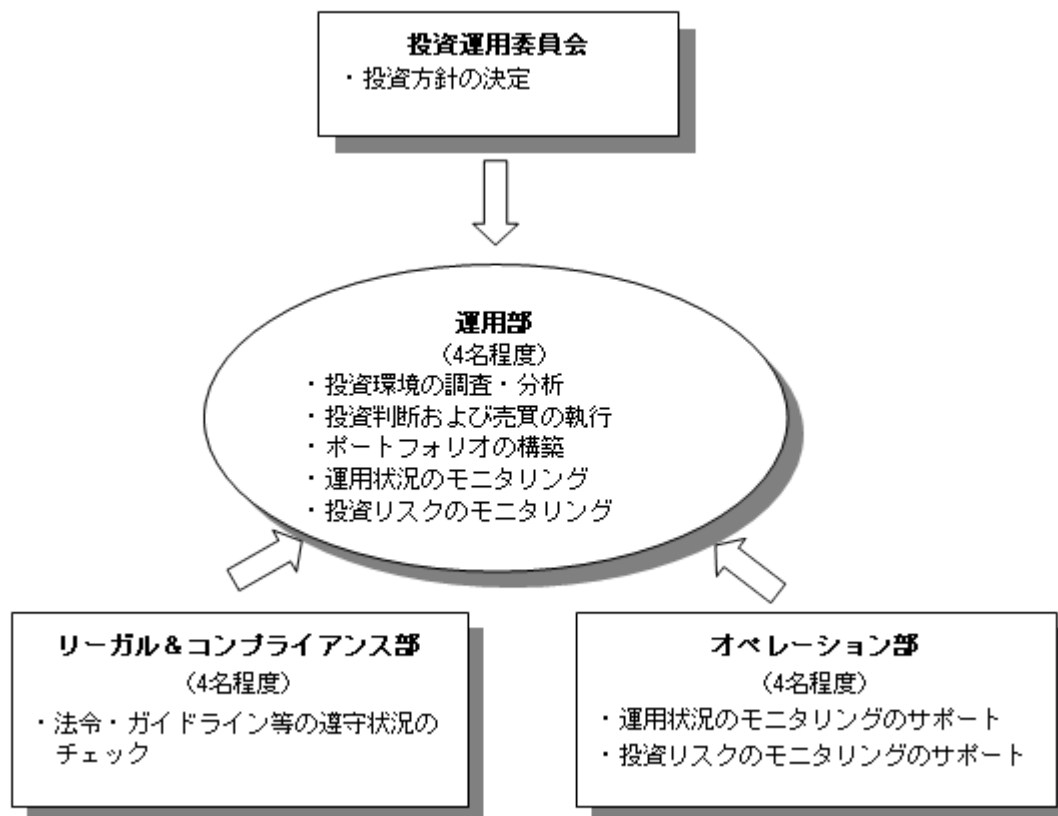 投資運用委員会
・投資方針の決定
運用部
(4名程度)
・投資環境の調査・分析
・投資判断および売買の執行
・ポートフォリオの構築
・運用状況のモニタリング
・投資リスクのモニタリング
リーガル＆コンプライアンス部
(4名程度)
・法令・ガイドライン等の遵守状況の
チェック
オペレーション部
(4名程度)
・運用状況のモニタリングのサポート
・投資リスクのモニタリングのサポート